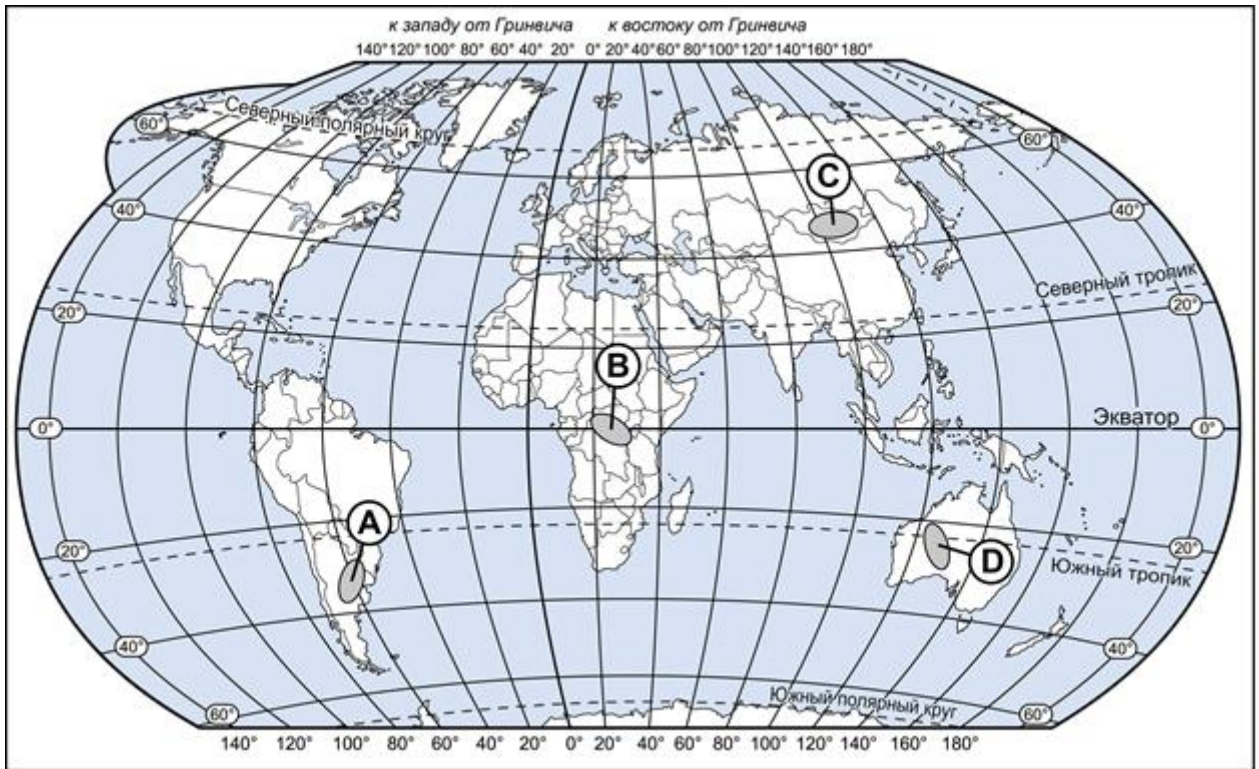 к западу от Гринвича к востоку от Гринвича
140° 120° 100° 80° 60° 40° 20° 0° 20° 40° 60° 80° 100° 120° 140° 160° 180°
Северный полярный круг
60° 60°
C
40° 40°
Северный тропик
20° 20°
B
Экватор
0° 0°
A
D
20° 20°
Южный тропик
40° 40°
Южный полярный круг
60° 60°
140° 120° 100° 80° 60° 40° 20° 0° 20° 40° 60° 80° 100° 120° 140° 160° 180°